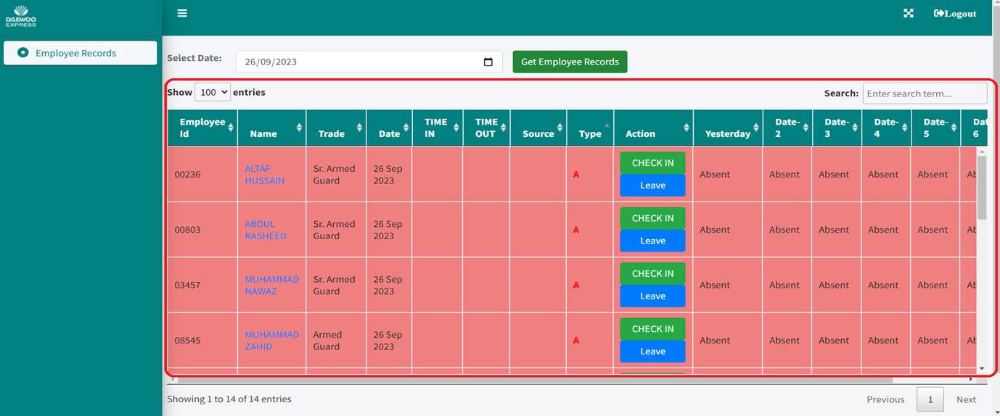 DAEWOO
EXPRESS
Logout
Employee Records
Select Date: 26/09/2023 Get Employee Records
Show 100 entries Search: Enter search term...
Employee Id Name Trade Date TIME IN TIME OUT Source Type Action Yesterday Date-2 Date-3 Date-4 Date-5 Dat 6
00236 ALTAF HUSSAIN Sr. Armed Guard 26 Sep 2023 A CHECK IN Leave Absent Absent Absent Absent Absent Ab
00803 ABDUL RASHEED Sr. Armed Guard 26 Sep 2023 A CHECK IN Leave Absent Absent Absent Absent Absent Ab
03457 MUHAMMAD NAWAZ Sr. Armed Guard 26 Sep 2023 A CHECK IN Leave Absent Absent Absent Absent Absent Ab
08545 MUHAMMAD ZAHID Armed Guard 26 Sep 2023 A CHECK IN Leave Absent Absent Absent Absent Absent Ab
Showing 1 to 14 of 14 entries Previous 1 Next